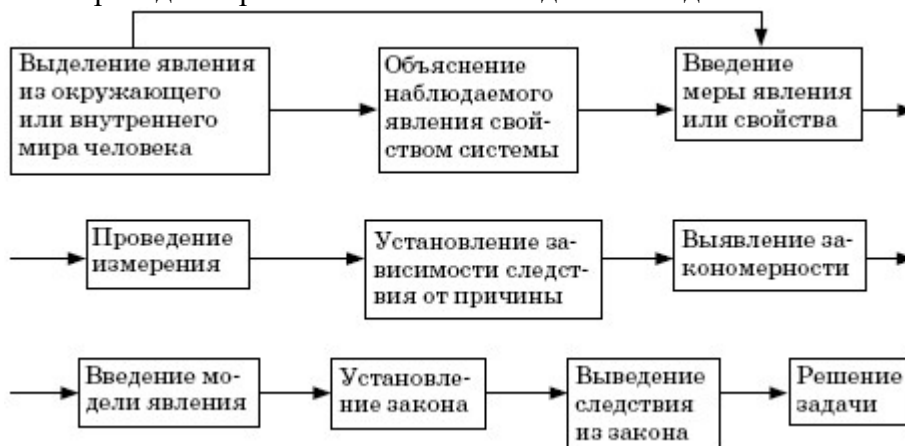 Выделение явления
из окружающего
или внутреннего
мира человека
Объяснение
наблюдаемого
явления свой-
ством системы
Введение
меры явления
или свойства
Проведение
измерения
Установление за-
висимости следст-
вия от причины
Выявление за-
кономерности
Введение мо-
дели явления
Установле-
ние закона
Выведение
следствия
из закона
Решение
задачи